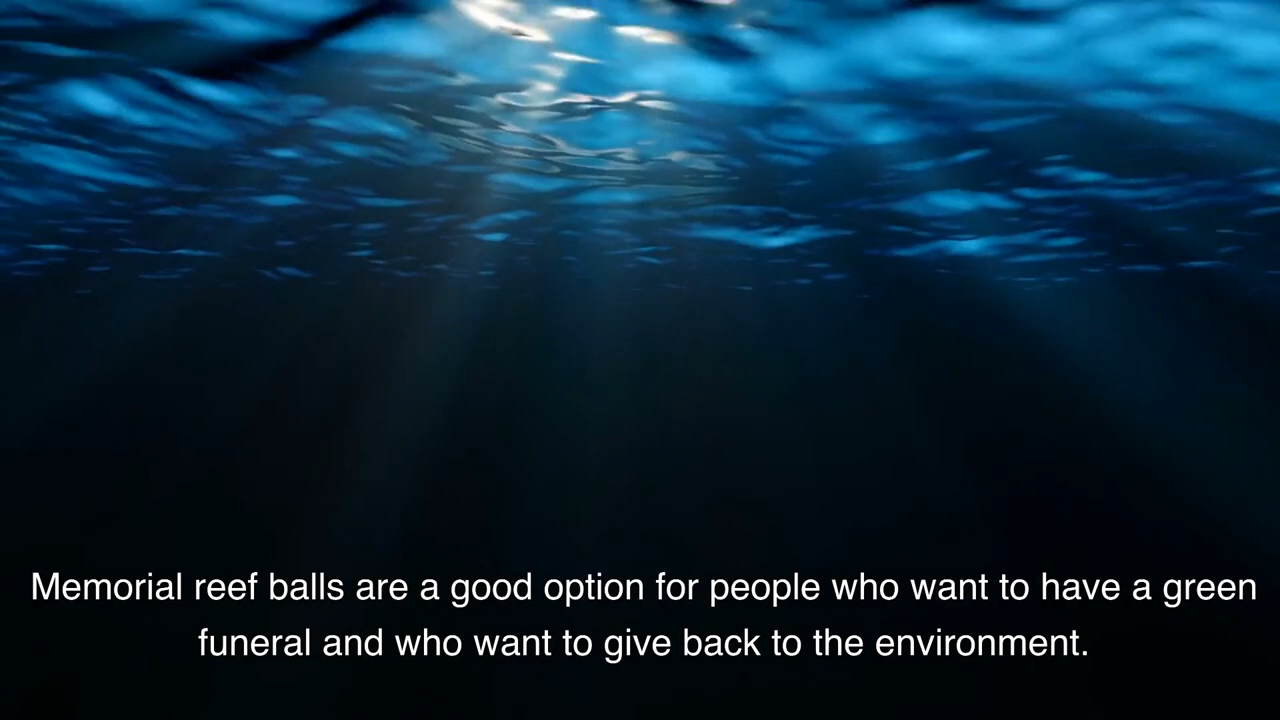 Memorial reef balls are a good option for people who want to have a green
funeral and who want to give back to the environment.